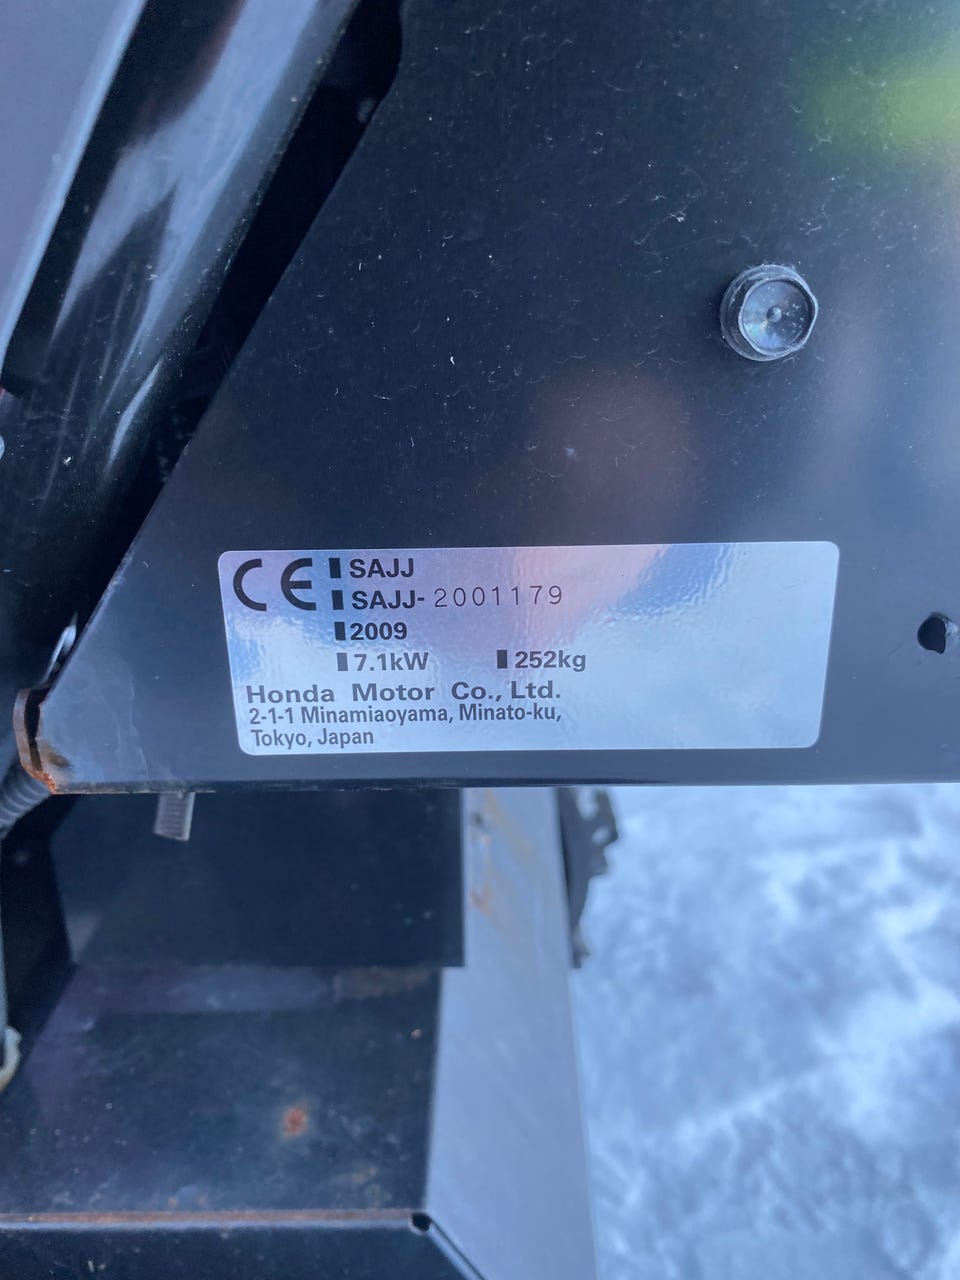 CE SAJJ
SAJJ-2001179
2009
7.1kW 252kg
Honda Motor Co., Ltd.
2-1-1 Minamiaoyama, Minato-ku,
Tokyo, Japan